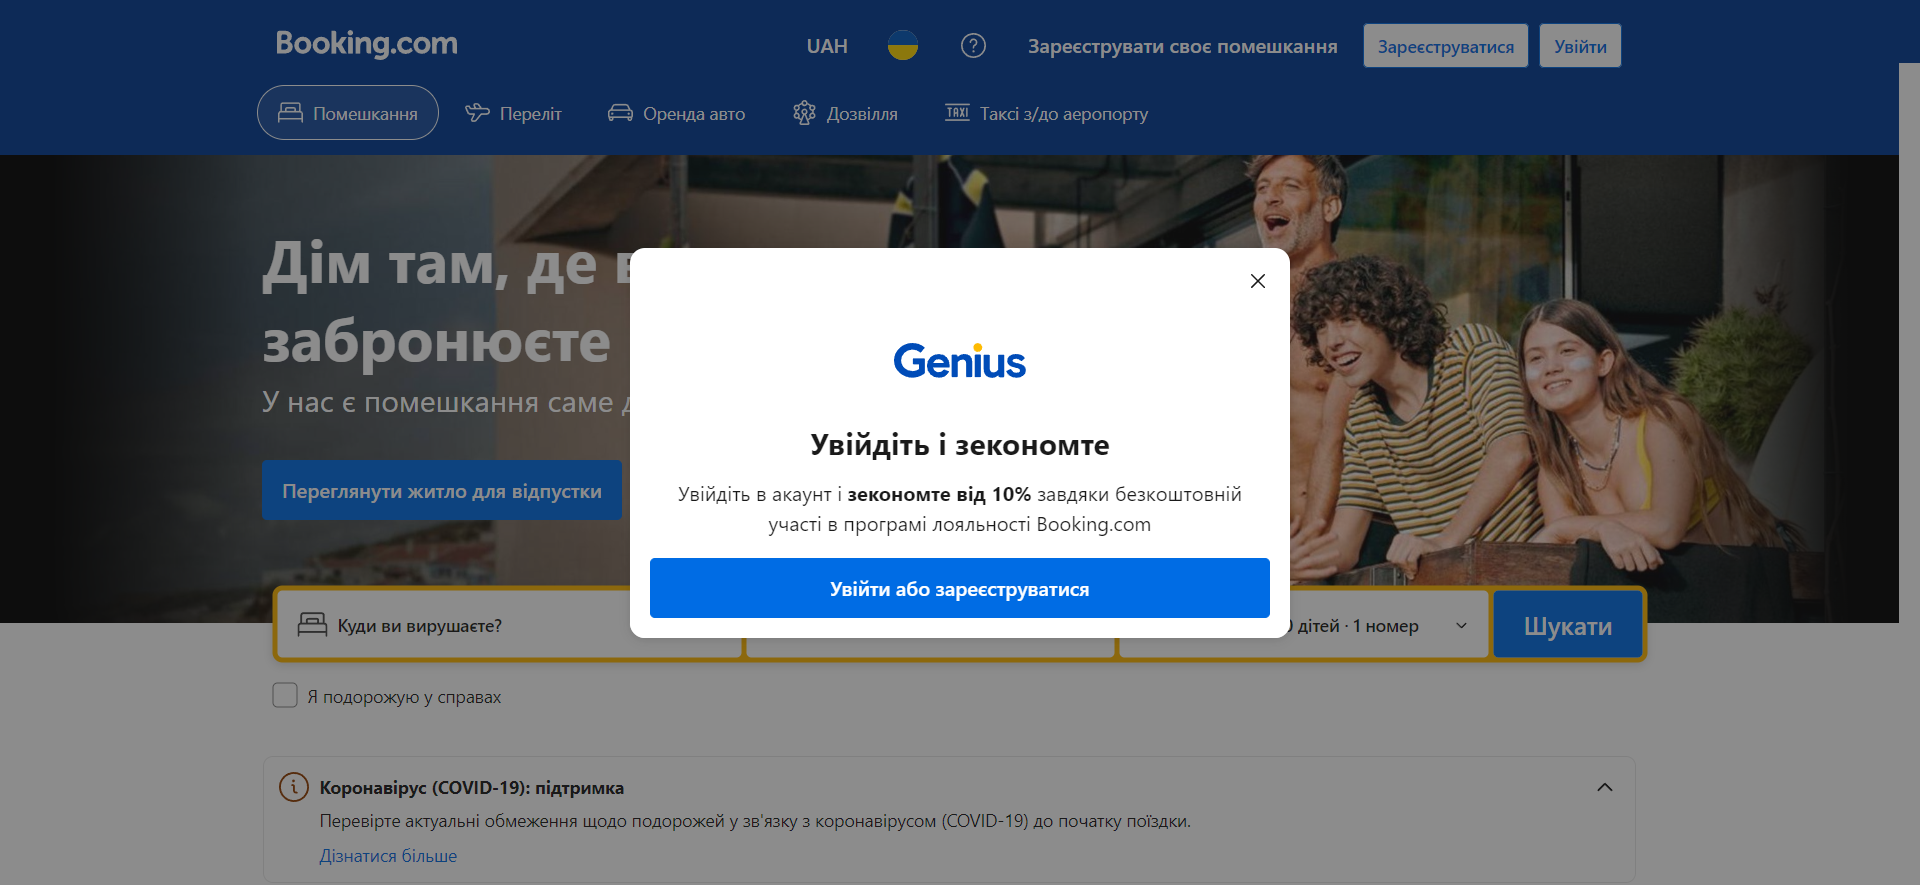 Booking.com
UAH
Зареєструвати своє помешкання
Зареєструватися
Увійти
Помешкання
Переліт
Оренда авто
Дозвілля
TAXI
Таксі з/до аеропорту
Дім там, де
забронюєте
У нас є помешкання саме
Переглянути житло для відпустки
Genius
Увійдіть і зекономте
Увійдіть в акаунт і зекономте від 10% завдяки безкоштовній
участі в програмі лояльності Booking.com
Увійти або зареєструватися
Куди ви вирушаєте?
дітей · 1 номер
Шукати
Я подорожую у справах
Коронавірус (COVID-19): підтримка
Перевірте актуальні обмеження щодо подорожей у зв'язку з коронавірусом (COVID-19) до початку поїздки.
Дізнатися більше